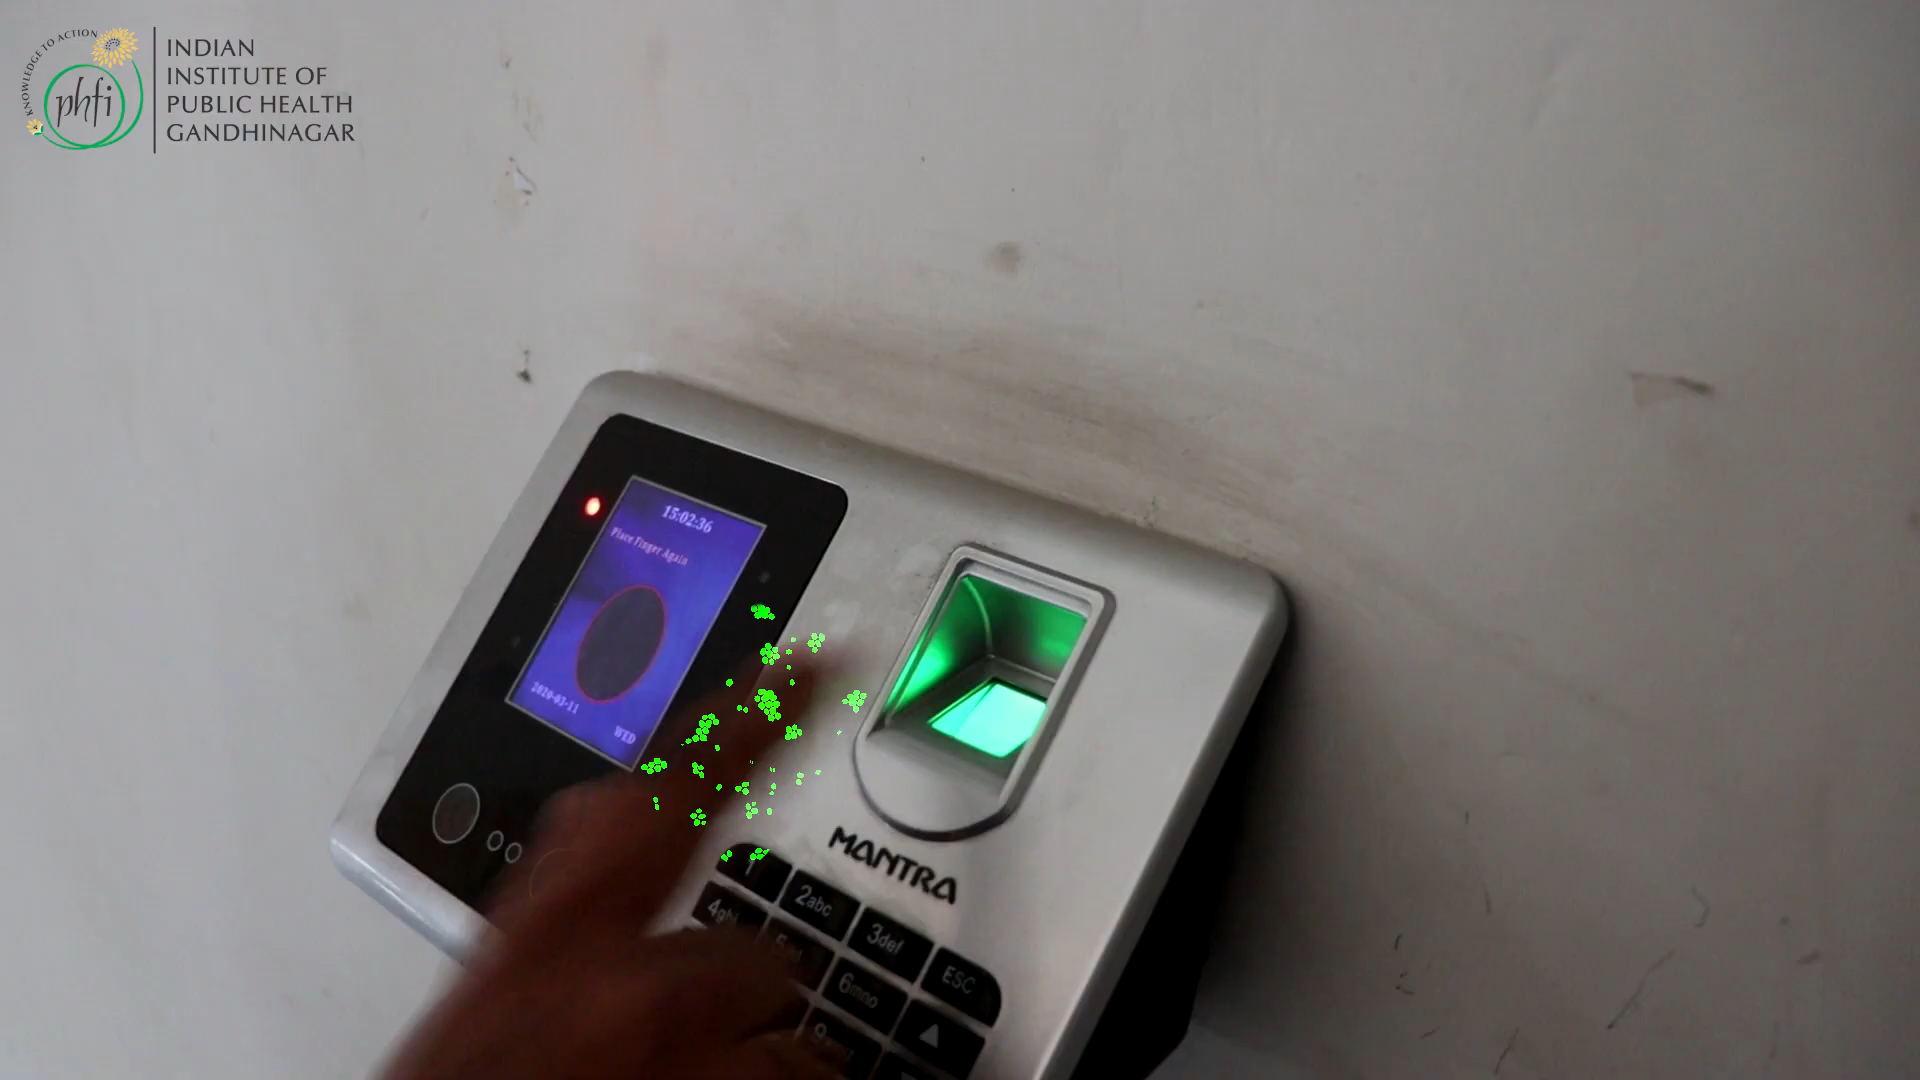 KNOWLEDGE TO ACTION
phfi
INDIAN
INSTITUTE OF
PUBLIC HEALTH
GANDHINAGAR
15:02:36
Place Finger Again
2020-03-11
WED
MANTRA
1
2abc
3def
ESC
4ghi
6mno